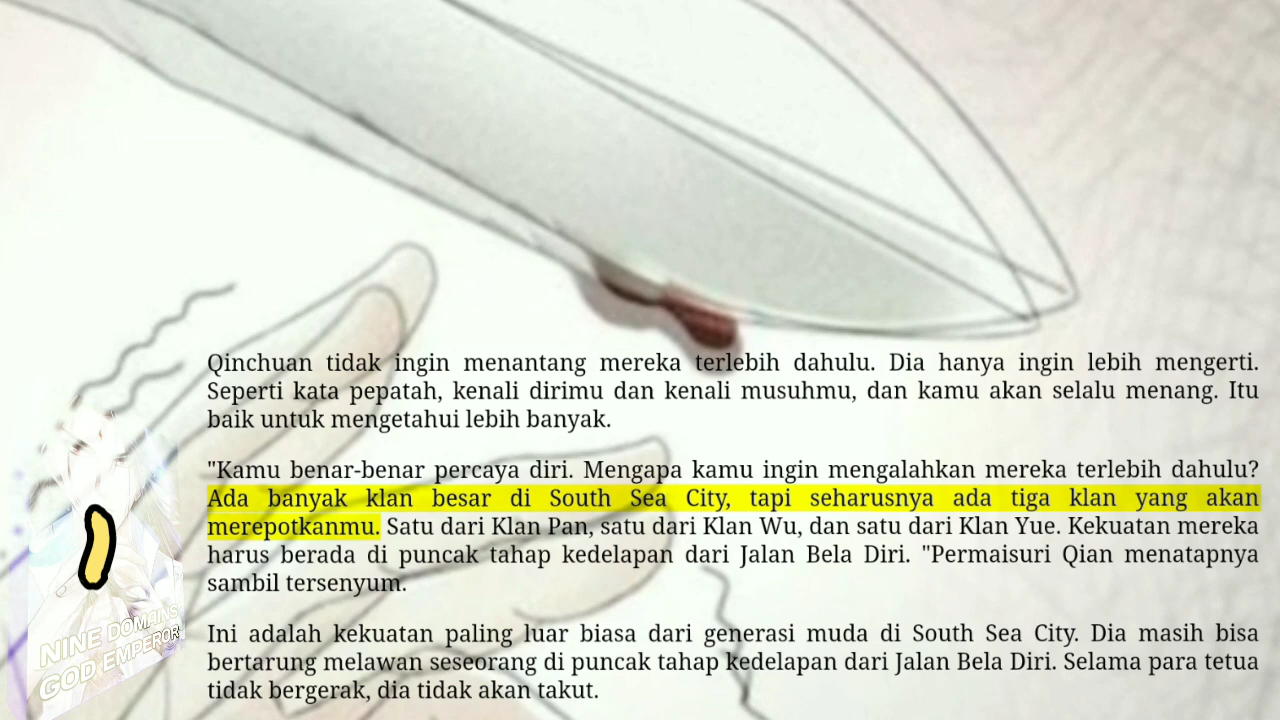 Qinchuan tidak ingin menantang mereka terlebih dahulu. Dia hanya ingin lebih mengerti.
Seperti kata pepatah, kenali dirimu dan kenali musuhmu, dan kamu akan selalu menang. Itu
baik untuk mengetahui lebih banyak.
"Kamu benar-benar percaya diri. Mengapa kamu ingin mengalahkan mereka terlebih dahulu?
Ada banyak klan besar di South Sea City, tapi seharusnya ada tiga klan yang akan
merepotkanmu. Satu dari Klan Pan, satu dari Klan Wu, dan satu dari Klan Yue. Kekuatan mereka
harus berada di puncak tahap kedelapan dari Jalan Bela Diri. "Permaisuri Qian menatapnya
sambil tersenyum.
Ini adalah kekuatan paling luar biasa dari generasi muda di South Sea City. Dia masih bisa
bertarung melawan seseorang di puncak tahap kedelapan dari Jalan Bela Diri. Selama para tetua
tidak bergerak, dia tidak akan takut.
NINE DOMAINS
GOD EMPEROR